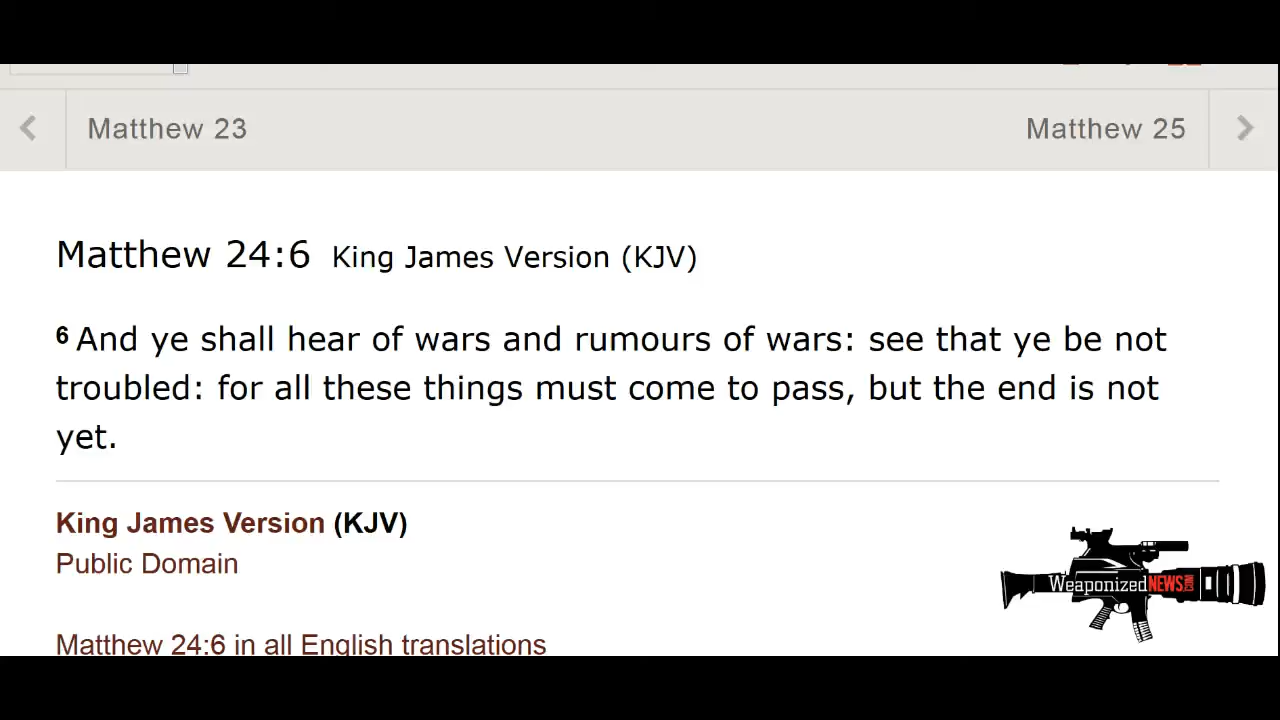 Matthew 23
Matthew 25
Matthew 24:6 King James Version (KJV)
6 And ye shall hear of wars and rumours of wars: see that ye be not
troubled: for all these things must come to pass, but the end is not
yet.
King James Version (KJV)
Public Domain
WeaponizedNEWS.COM
Matthew 24:6 in all English translations